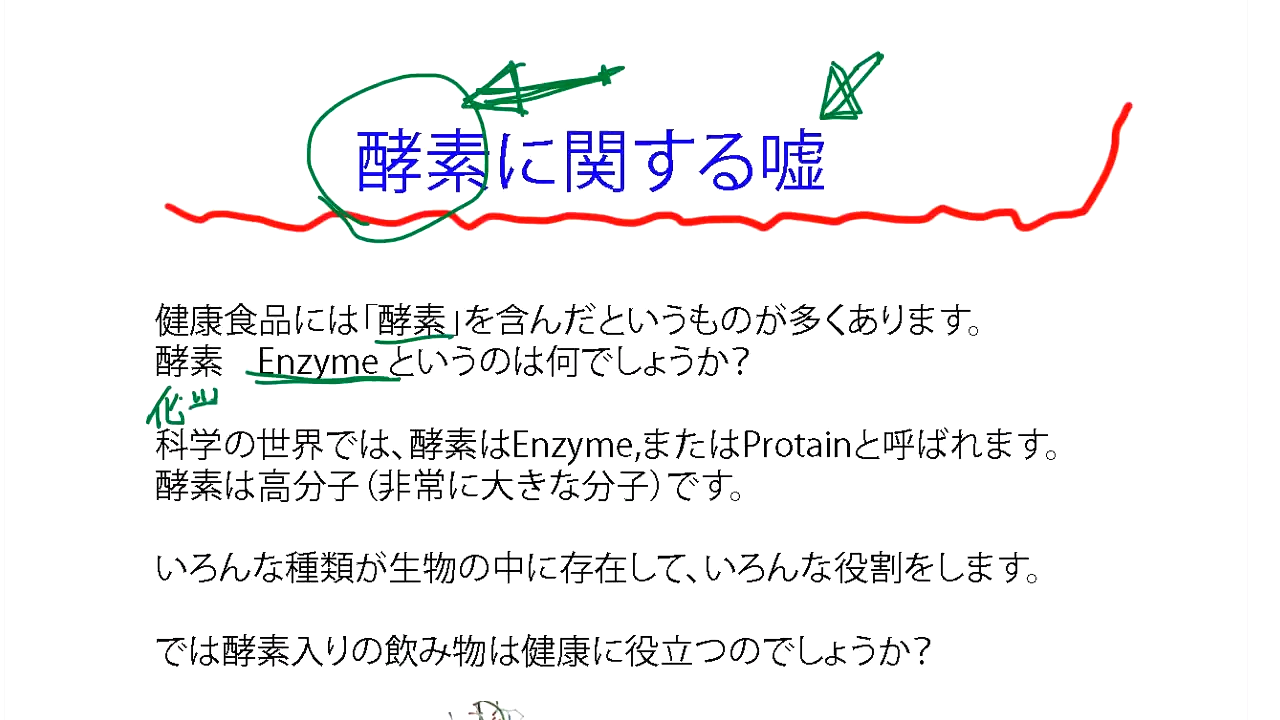 酵素に関する嘘
健康食品には「酵素」を含んだというものが多くあります。
酵素　Enzymeというのは何でしょうか？
化
科学の世界では、酵素はEnzyme,またはProtainと呼ばれます。
酵素は高分子（非常に大きな分子）です。
いろんな種類が生物の中に存在して、いろんな役割をします。
では酵素入りの飲み物は健康に役立つのでしょうか？